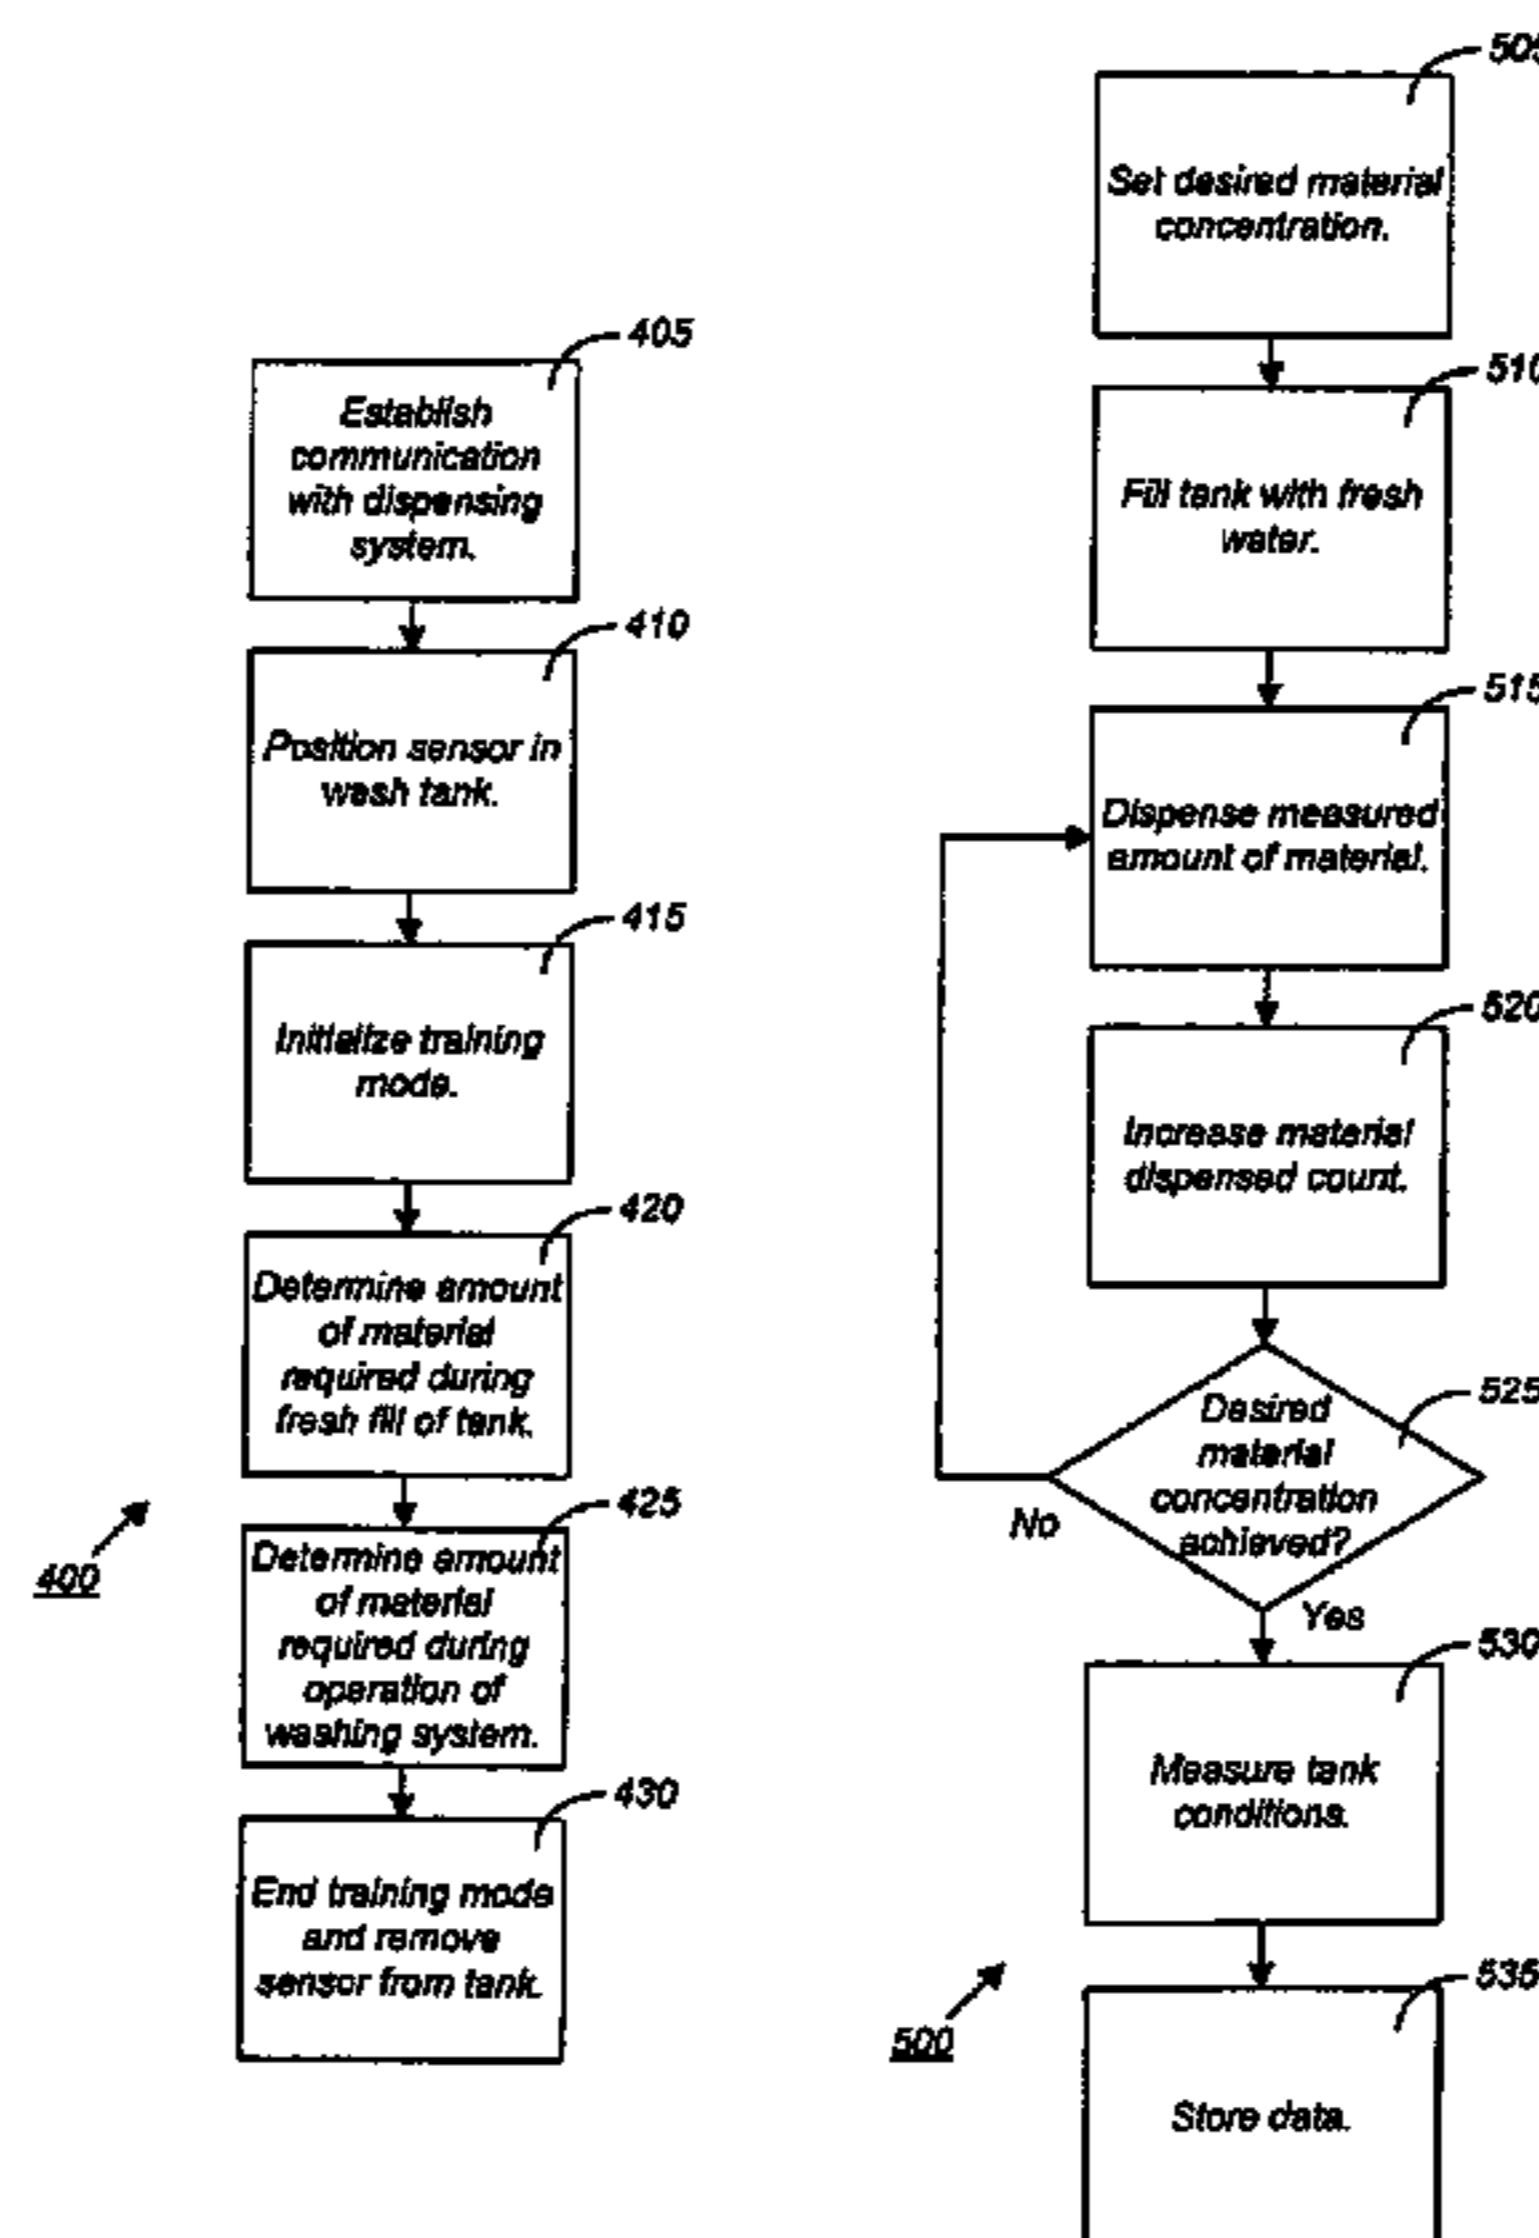 405
Establish
communication
with dispensing
system.
410
Position sensor in
wash tank.
415
Initialize training
mode.
420
Determine amount
of material
required during
fresh fill of tank.
425
Determine amount
of material
required during
operation of
washing system.
430
End training mode
and remove
sensor from tank.
400
505
Set desired material
concentration.
510
Fill tank with fresh
water.
515
Dispense measured
amount of material.
520
Increase material
dispensed count.
525
Desired
material
concentration
achieved?
No
Yes
530
Measure tank
conditions.
535
Store data.
500